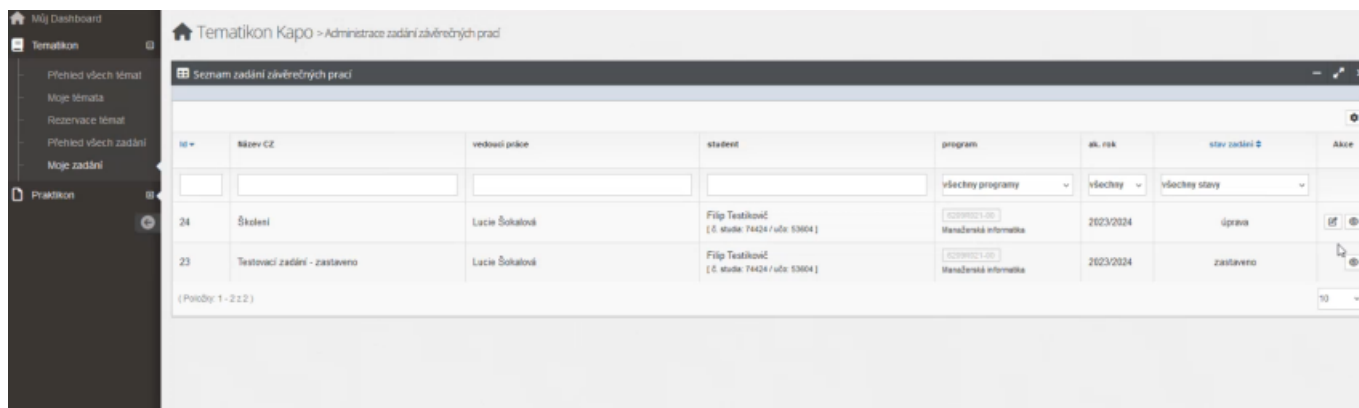 Můj Dashboard
Tematikon
Přehled všech témat
Moje témata
Rezervace témat
Přehled všech zadání
Moje zadání
Praktikon
Tematikon Kapo > Administrace zadání závěrečných prací
Seznam zadání závěrečných prací
Id Název CZ vedoucí práce student program ak. rok stav zadání Akce
všechny programy všechny všechny stavy
24 Školení Lucie Šokalová Filip Testikovič 2023/2024 úprava
[ č. studia: 74424 / učo: 53604 ] Manažerská informatika
23 Testovací zadání - zastaveno Lucie Šokalová Filip Testikovič 2023/2024 zastaveno
[ č. studia: 74424 / učo: 53604 ] Manažerská informatika
( Položky: 1 - 2 z 2 ) 10